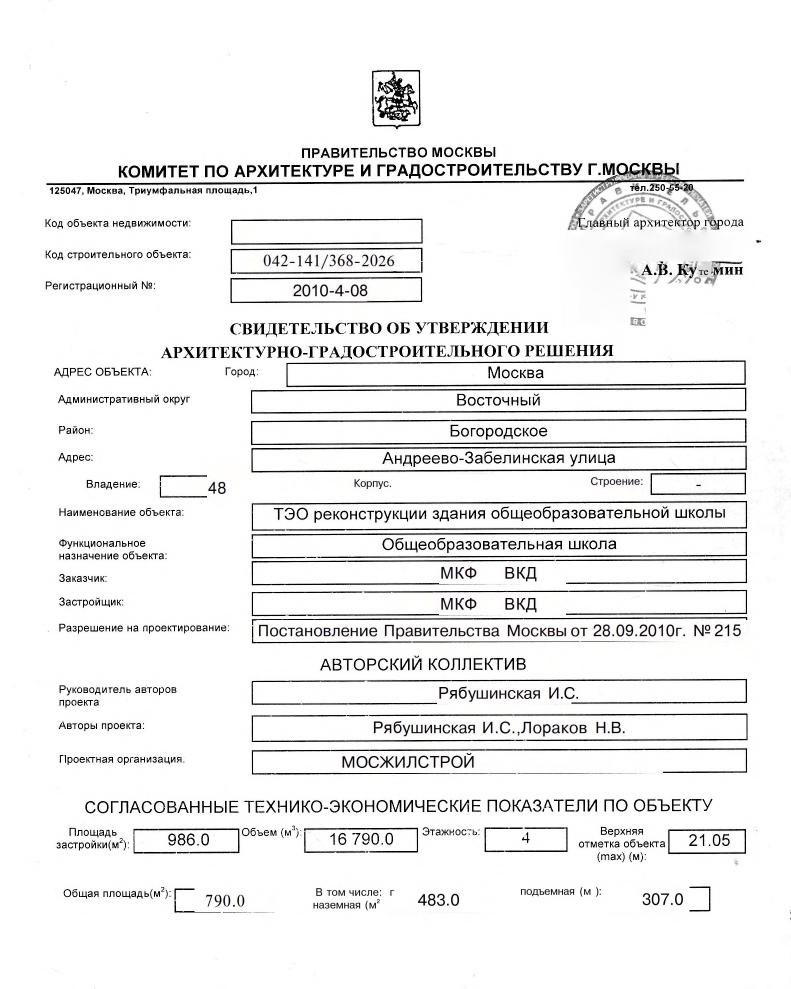 ПРАВИТЕЛЬСТВО МОСКВЫ
КОМИТЕТ ПО АРХИТЕКТУРЕ И ГРАДОСТРОИТЕЛЬСТВУ Г.МОСКВЫ
125047, Москва, Триумфальная площадь,1 тел.250-55-20
Код объекта недвижимости: Главный архитектор города
Код строительного объекта: 042-141/368-2026 А.В. Кутемин
Регистрационный №: 2010-4-08
СВИДЕТЕЛЬСТВО ОБ УТВЕРЖДЕНИИ
АРХИТЕКТУРНО-ГРАДОСТРОИТЕЛЬНОГО РЕШЕНИЯ
АДРЕС ОБЪЕКТА: Город: Москва
Административный округ Восточный
Район: Богородское
Адрес: Андреево-Забелинская улица
Владение: 48 Корпус. Строение: -
Наименование объекта: ТЭО реконструкции здания общеобразовательной школы
Функциональное
назначение объекта: Общеобразовательная школа
Заказчик: МКФ ВКД
Застройщик: МКФ ВКД
Разрешение на проектирование: Постановление Правительства Москвы от 28.09.2010г. № 215
АВТОРСКИЙ КОЛЛЕКТИВ
Руководитель авторов
проекта Рябушинская И.С.
Авторы проекта: Рябушинская И.С.,Лораков Н.В.
Проектная организация. МОСЖИЛСТРОЙ
СОГЛАСОВАННЫЕ ТЕХНИКО-ЭКОНОМИЧЕСКИЕ ПОКАЗАТЕЛИ ПО ОБЪЕКТУ
Площадь
застройки(м²): 986.0 Объем (м³): 16 790.0 Этажность: 4 Верхняя
отметка объекта
(max) (м): 21.05
Общая площадь(м²): 790.0 В том числе: г
наземная (м² 483.0 подъемная (м ): 307.0